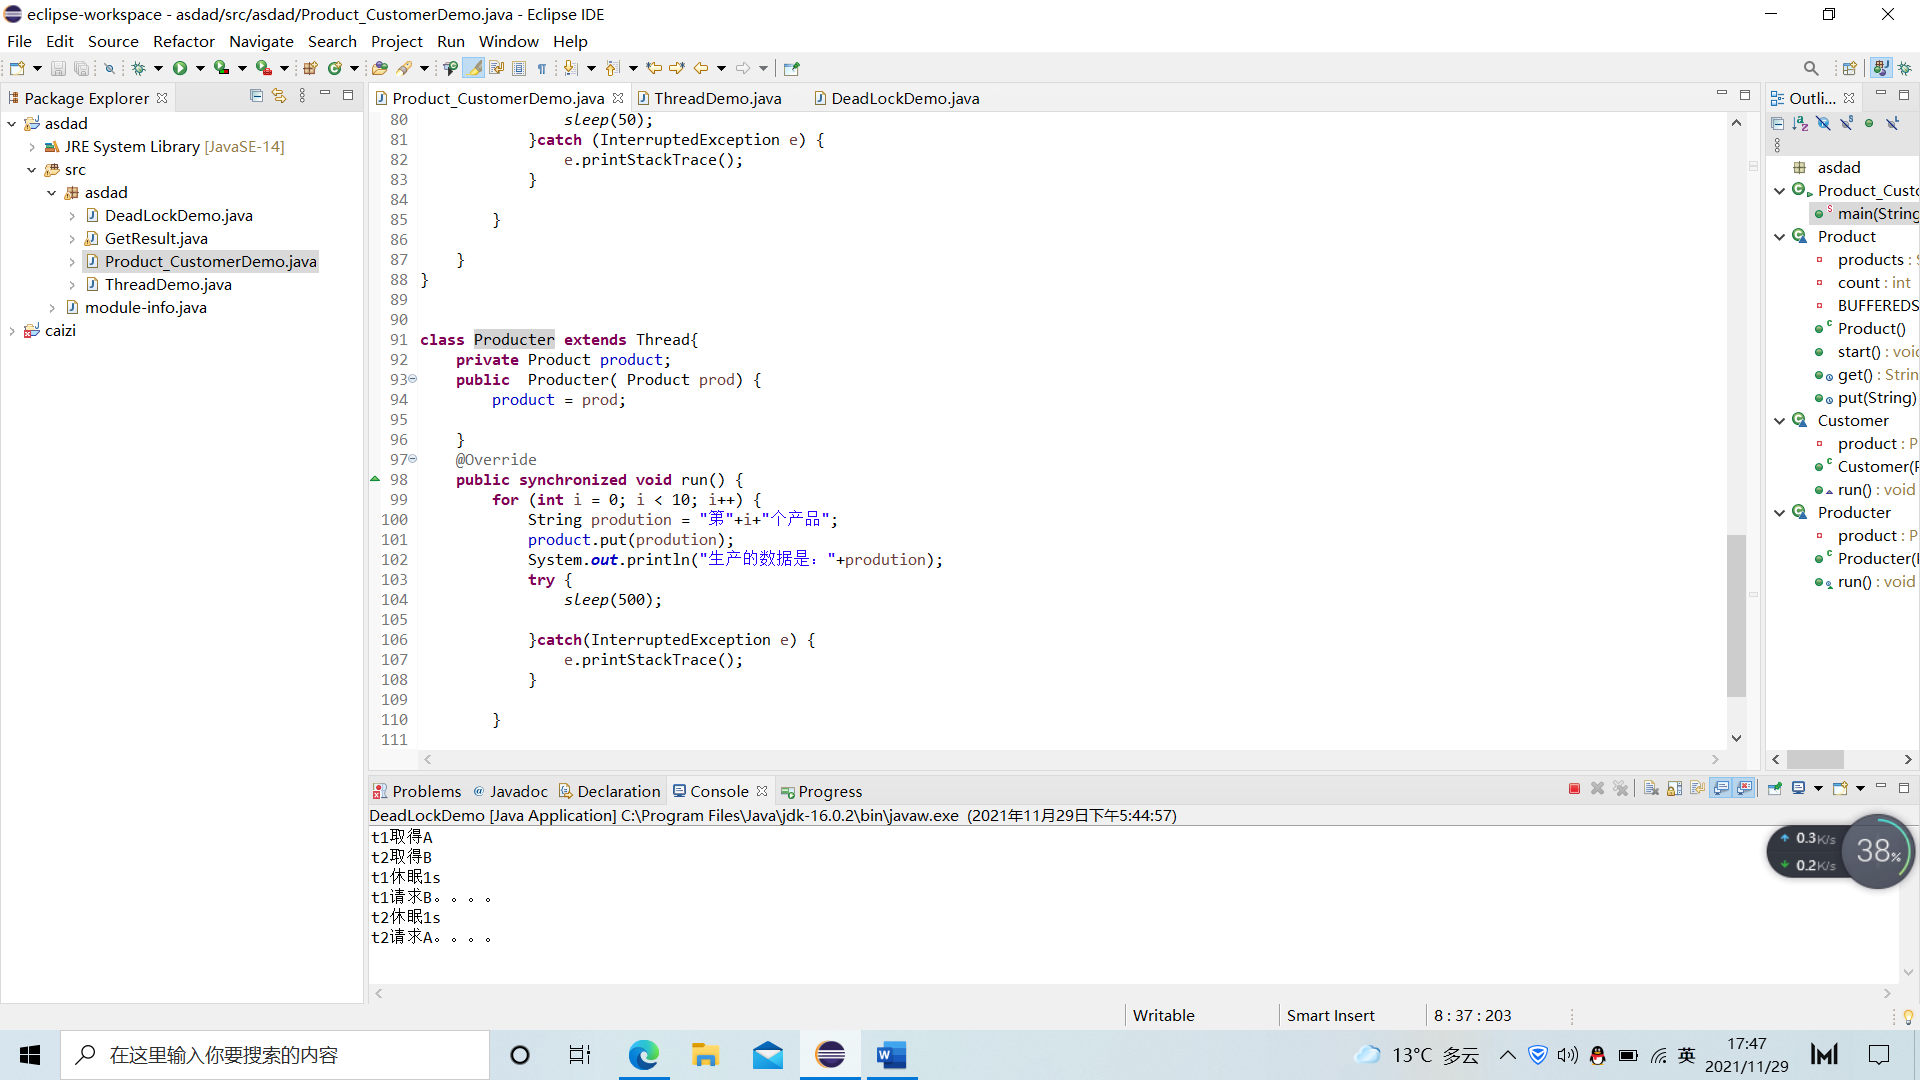 eclipse-workspace - asdad/src/asdad/Product_CustomerDemo.java - Eclipse IDE
File Edit Source Refactor Navigate Search Project Run Window Help
Package Explorer
asdad
JRE System Library [JavaSE-14]
src
asdad
DeadLockDemo.java
GetResult.java
Product_CustomerDemo.java
ThreadDemo.java
module-info.java
caizi
Product_CustomerDemo.java ThreadDemo.java DeadLockDemo.java
80 sleep(50);
81 }catch (InterruptedException e) {
82 e.printStackTrace();
83 }
84
85 }
86
87 }
88 }
89
90
91 class Producter extends Thread{
92 private Product product;
93 public  Producter( Product prod) {
94 product = prod;
95
96 }
97 @Override
98 public synchronized void run() {
99 for (int i = 0; i < 10; i++) {
100 String prodution = "第"+i+"个产品";
101 product.put(prodution);
102 System.out.println("生产的数据是："+prodution);
103 try {
104 sleep(500);
105
106 }catch(InterruptedException e) {
107 e.printStackTrace();
108 }
109
110 }
111
Outli...
asdad
Product_Custo
main(String
Product
products : S
count : int
BUFFEREDS
Product()
start() : void
get() : Strin
put(String)
Customer
product : P
Customer(P
run() : void
Producter
product : P
Producter(I
run() : void
Problems @ Javadoc Declaration Console Progress
DeadLockDemo [Java Application] C:\Program Files\Java\jdk-16.0.2\bin\javaw.exe  (2021年11月29日下午5:44:57)
t1取得A
t2取得B
t1休眠1s
t1请求B。。。。
t2休眠1s
t2请求A。。。。
0.3K/s
0.2K/s
38%
Writable Smart Insert 8 : 37 : 203
在这里输入你要搜索的内容
13°C 多云
英
17:47
2021/11/29